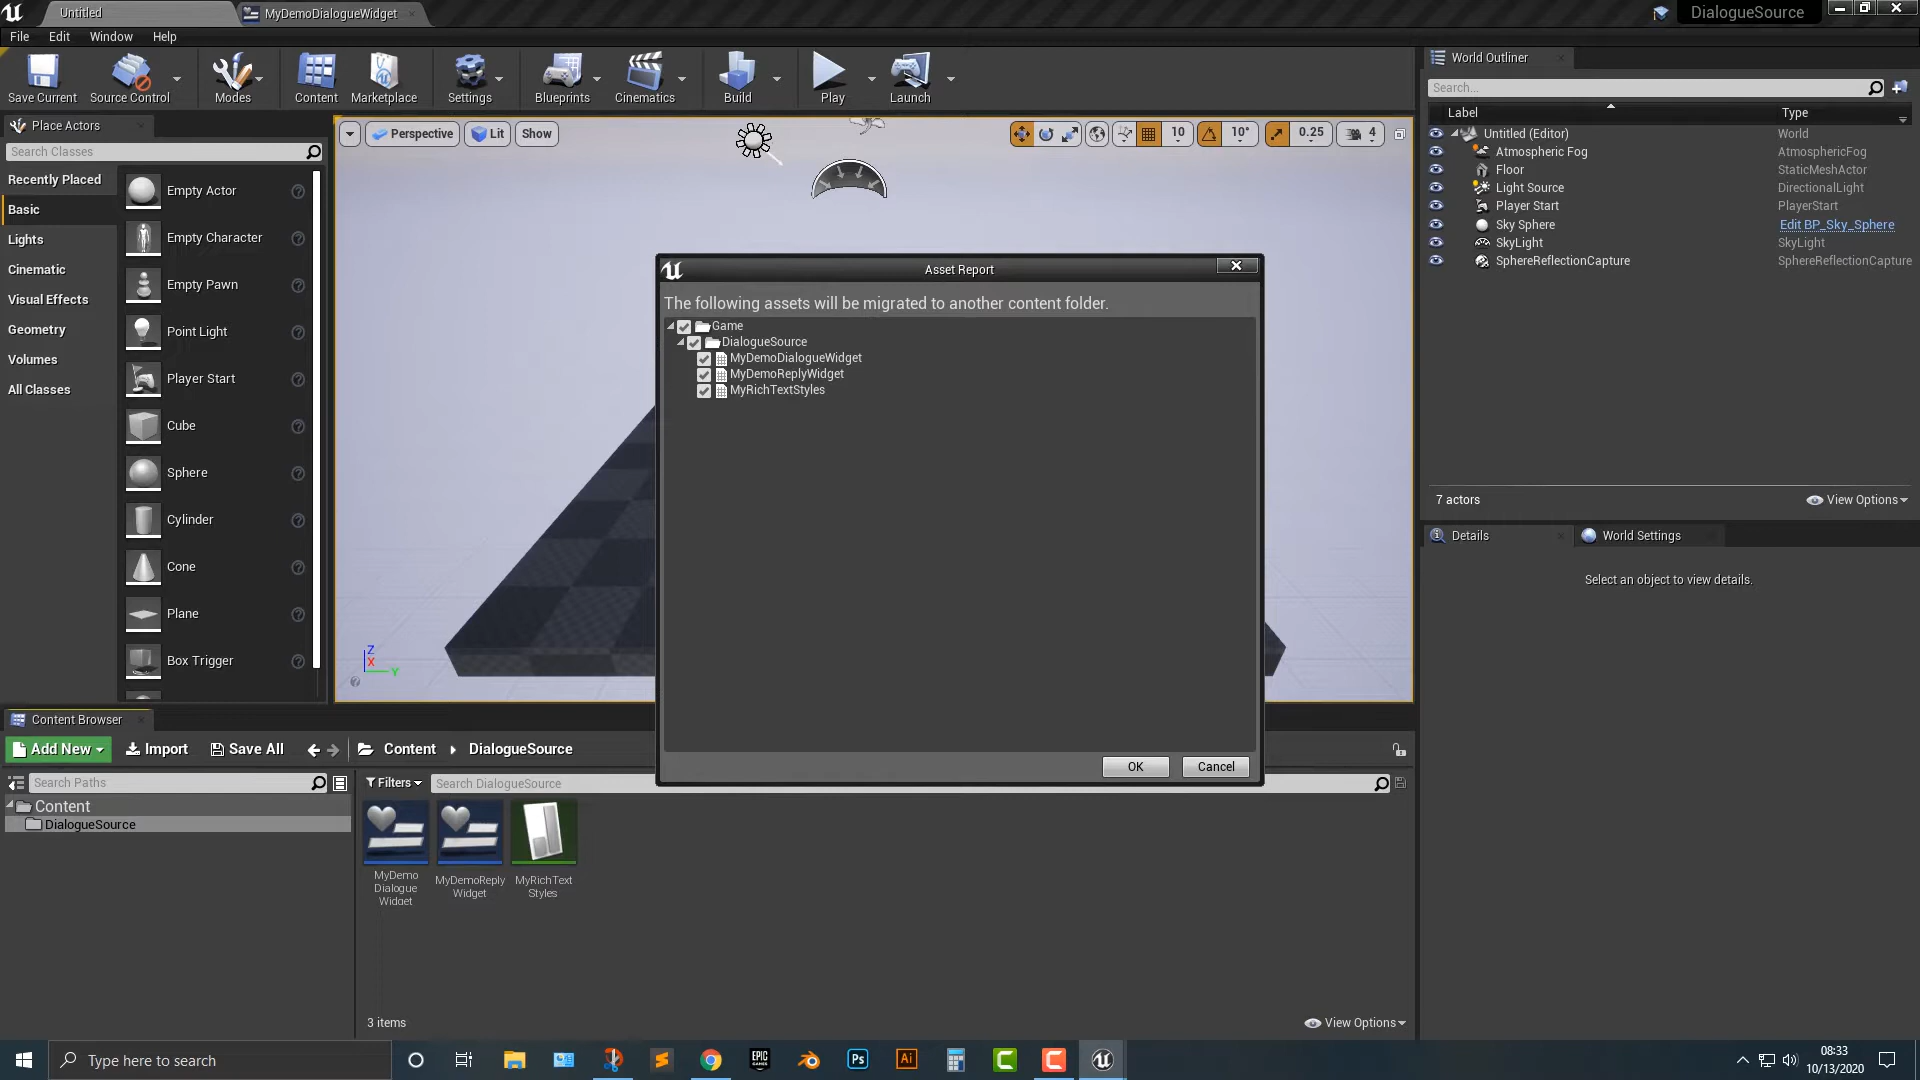 Untitled
MyDemoDialogueWidget
DialogueSource
File Edit Window Help
Save Current
Source Control
Modes
Content
Marketplace
Settings
Blueprints
Cinematics
Build
Play
Launch
Place Actors
Search Classes
Recently Placed
Basic
Lights
Cinematic
Visual Effects
Geometry
Volumes
All Classes
Empty Actor
Empty Character
Empty Pawn
Point Light
Player Start
Cube
Sphere
Cylinder
Cone
Plane
Box Trigger
Perspective
Lit
Show
10
10°
0.25
4
Z
X
Y
World Outliner
Search...
Label Type
Untitled (Editor) World
Atmospheric Fog AtmosphericFog
Floor StaticMeshActor
Light Source DirectionalLight
Player Start PlayerStart
Sky Sphere Edit BP_Sky_Sphere
SkyLight SkyLight
SphereReflectionCapture SphereReflectionCapture
7 actors
View Options
Details
World Settings
Select an object to view details.
Asset Report
The following assets will be migrated to another content folder.
Game
DialogueSource
MyDemoDialogueWidget
MyDemoReplyWidget
MyRichTextStyles
OK
Cancel
Content Browser
Add New
Import
Save All
Content
DialogueSource
Search Paths
Content
DialogueSource
Filters
Search DialogueSource
MyDemo
Dialogue
Widget
MyDemoReply
Widget
MyRichText
Styles
3 items
View Options
Type here to search
EPIC
GAMES
Ps
Ai
08:33
10/13/2020